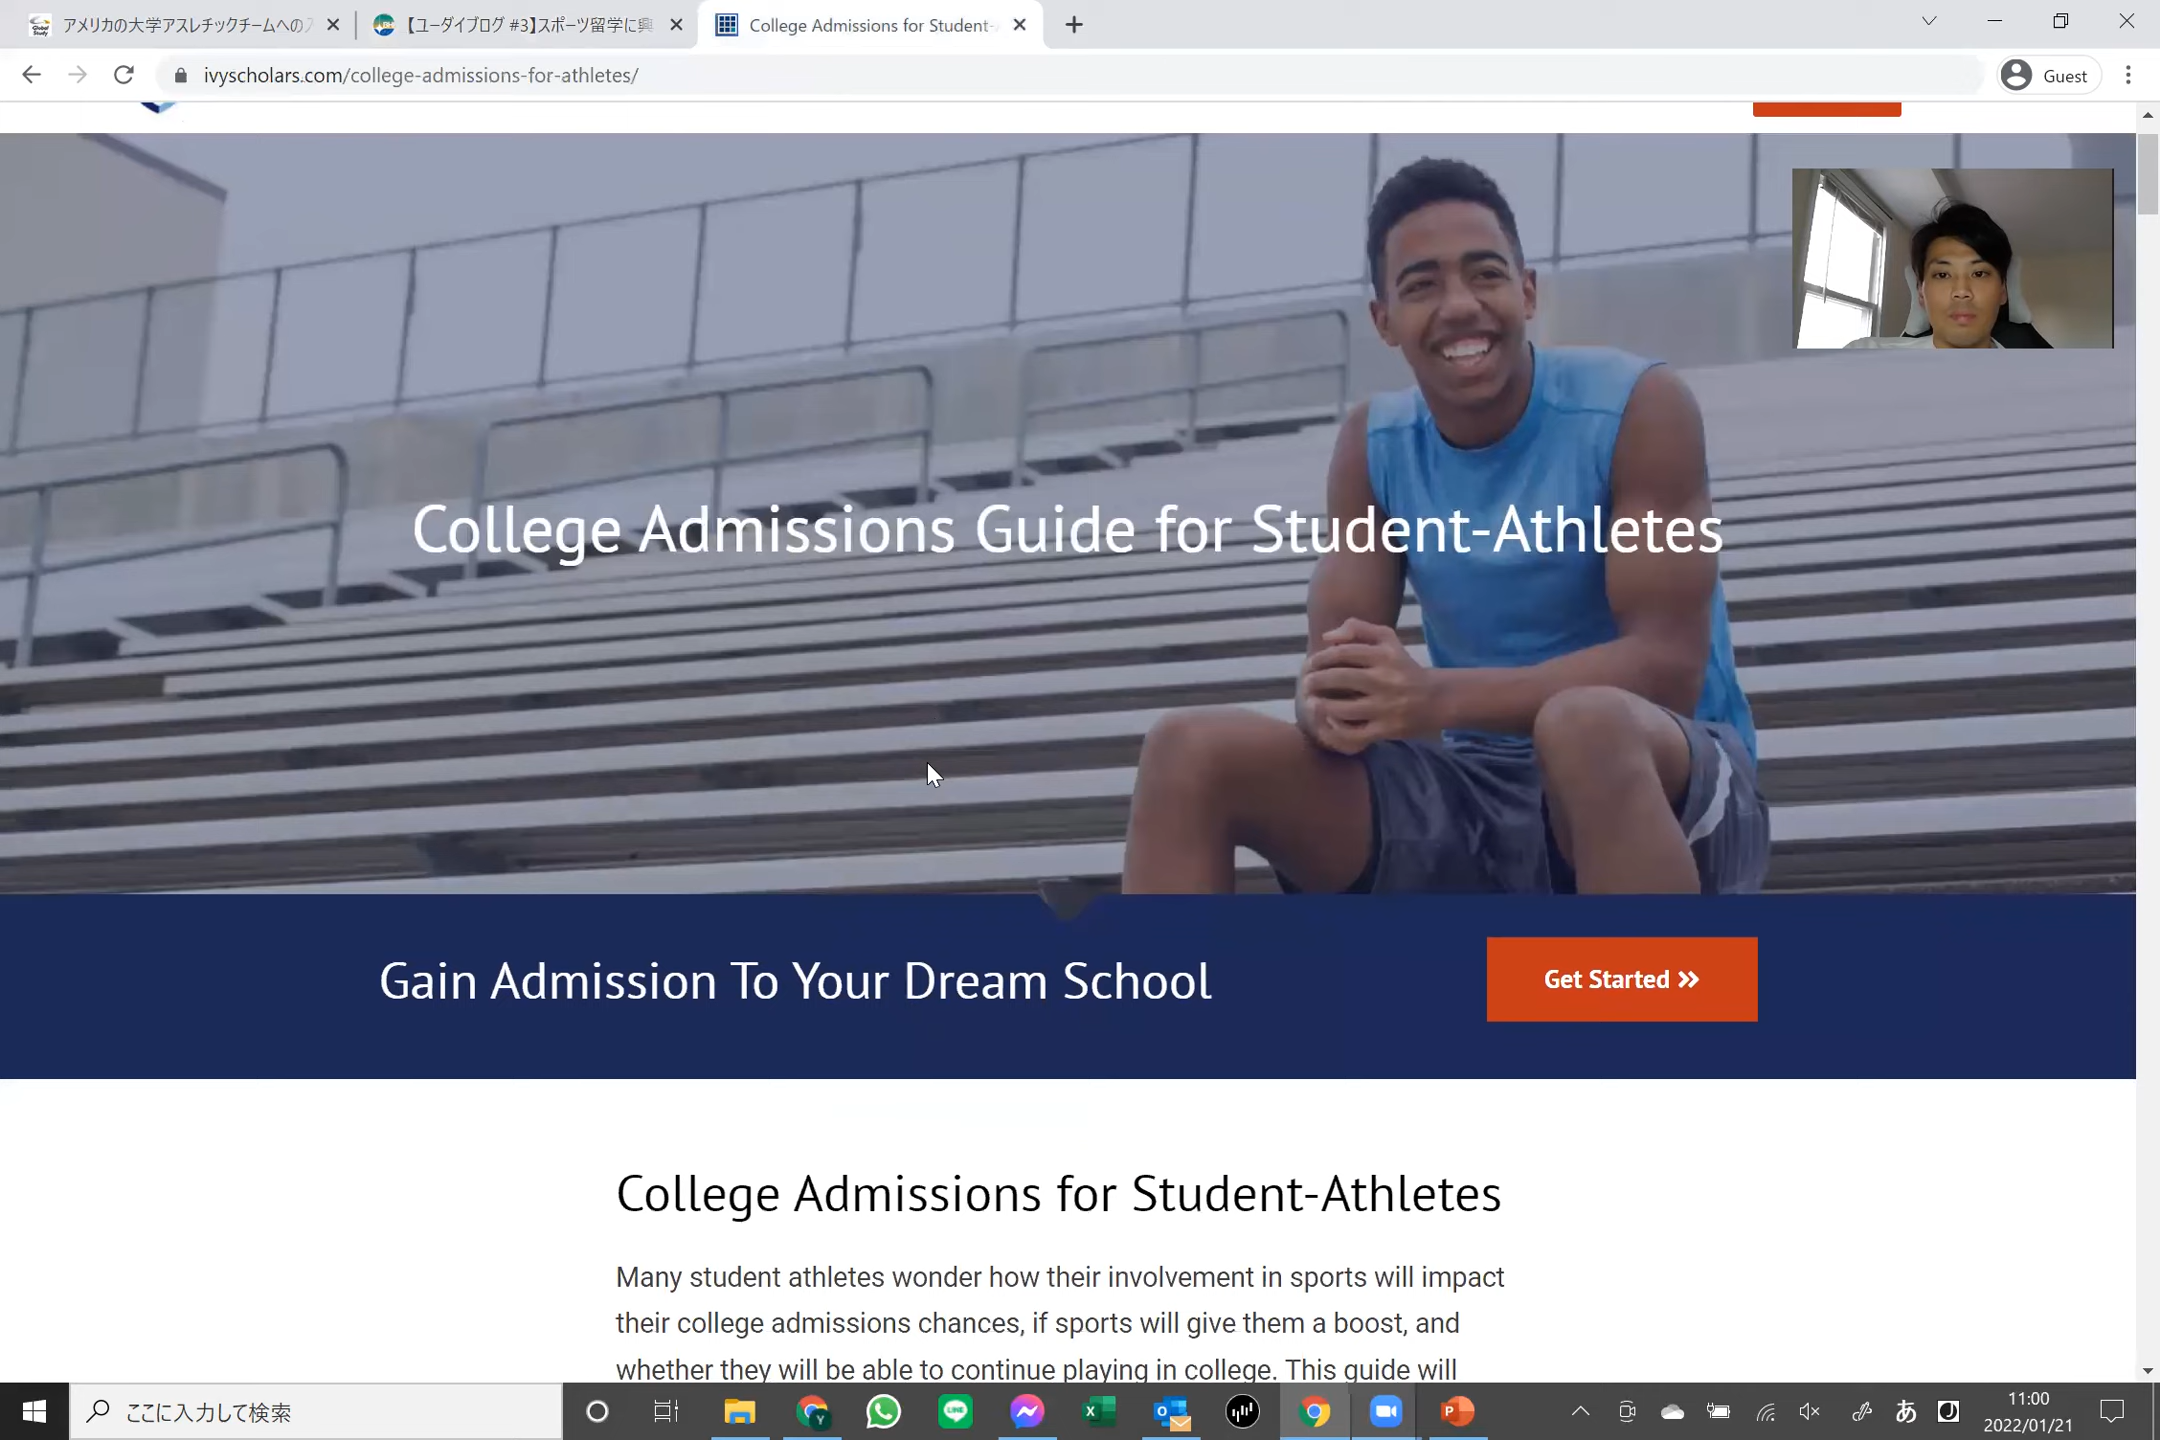 アメリカの大学アスレチックチームへのス
【ユーダイブログ #3】スポーツ留学に興
College Admissions for Student-
ivyscholars.com/college-admissions-for-athletes/
Guest
College Admissions Guide for Student-Athletes
Gain Admission To Your Dream School
Get Started
College Admissions for Student-Athletes
Many student athletes wonder how their involvement in sports will impact
their college admissions chances, if sports will give them a boost, and
whether they will be able to continue playing in college. This guide will
ここに入力して検索
あ
11:00
2022/01/21